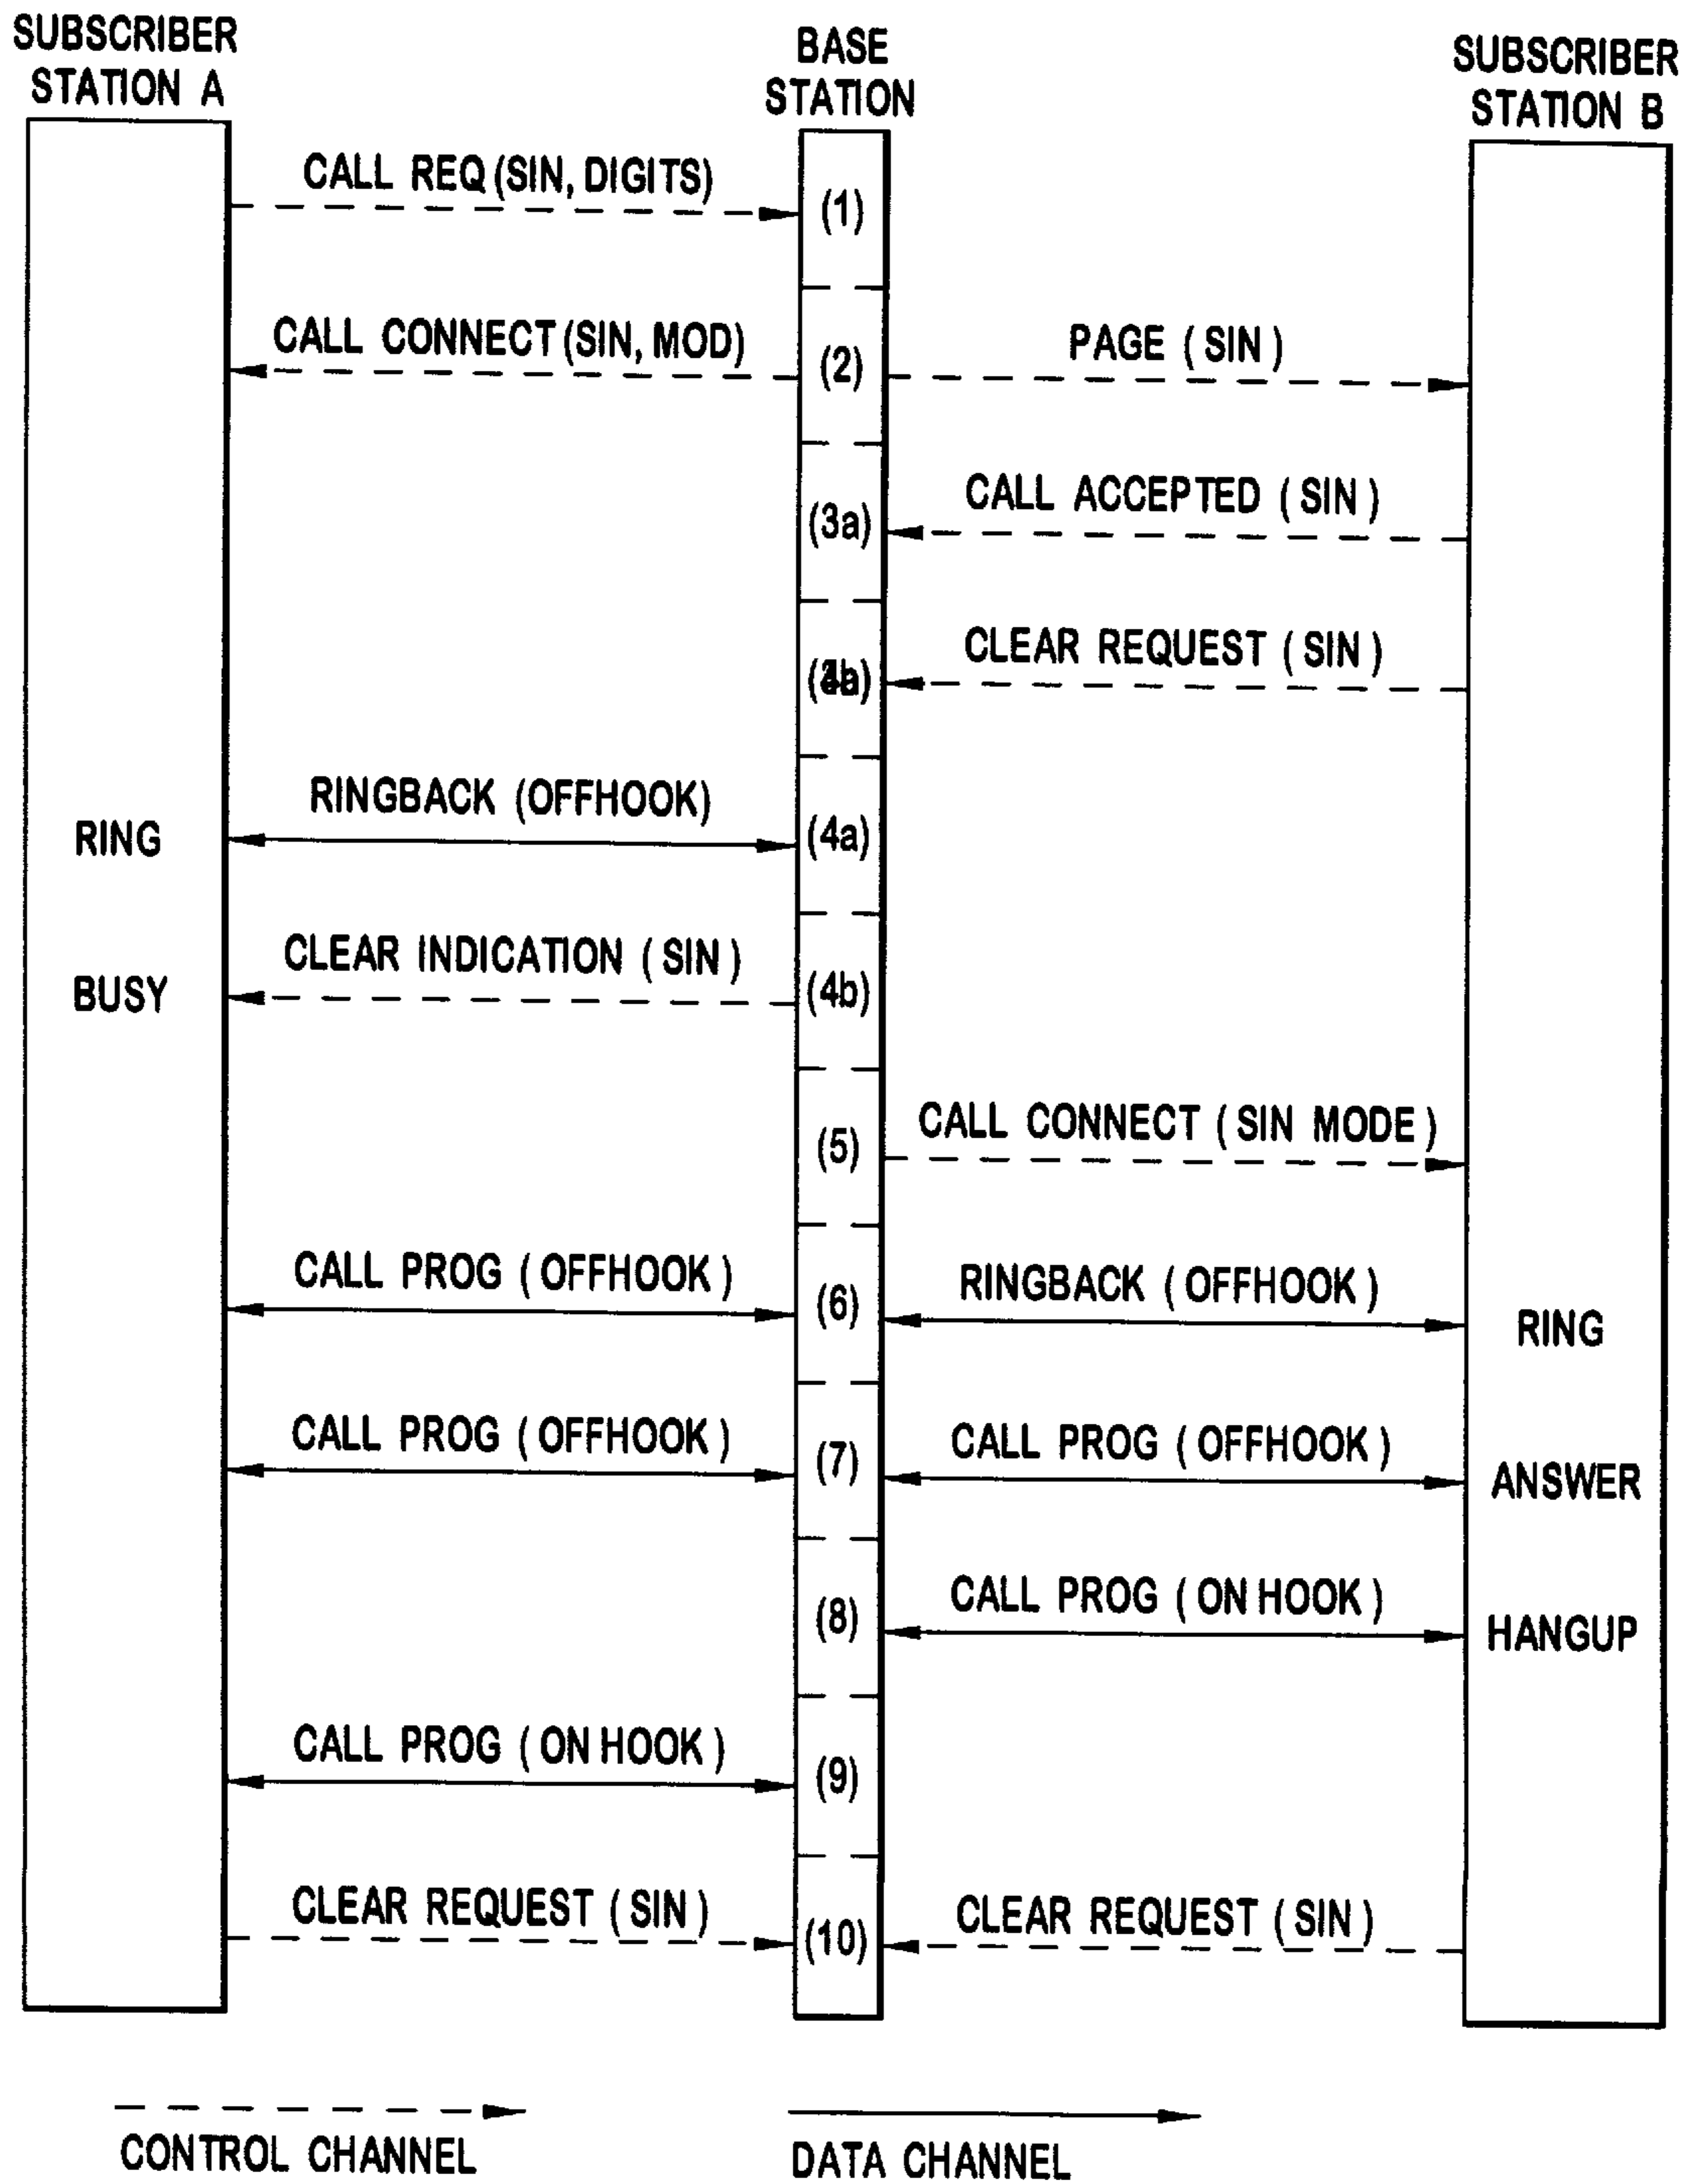 SUBSCRIBER
STATION A
BASE
STATION
SUBSCRIBER
STATION B
CALL REQ (SIN, DIGITS)
(1)
CALL CONNECT (SIN, MOD)
(2)
PAGE ( SIN )
(3a)
CALL ACCEPTED ( SIN )
CLEAR REQUEST ( SIN )
RING
RINGBACK (OFFHOOK)
(4a)
BUSY
CLEAR INDICATION ( SIN )
(4b)
(5)
CALL CONNECT ( SIN MODE )
CALL PROG ( OFFHOOK )
(6)
RINGBACK ( OFFHOOK )
RING
CALL PROG ( OFFHOOK )
(7)
CALL PROG ( OFFHOOK )
ANSWER
(8)
CALL PROG ( ON HOOK )
HANGUP
CALL PROG ( ON HOOK )
(9)
CLEAR REQUEST ( SIN )
(10)
CLEAR REQUEST ( SIN )
CONTROL CHANNEL
DATA CHANNEL